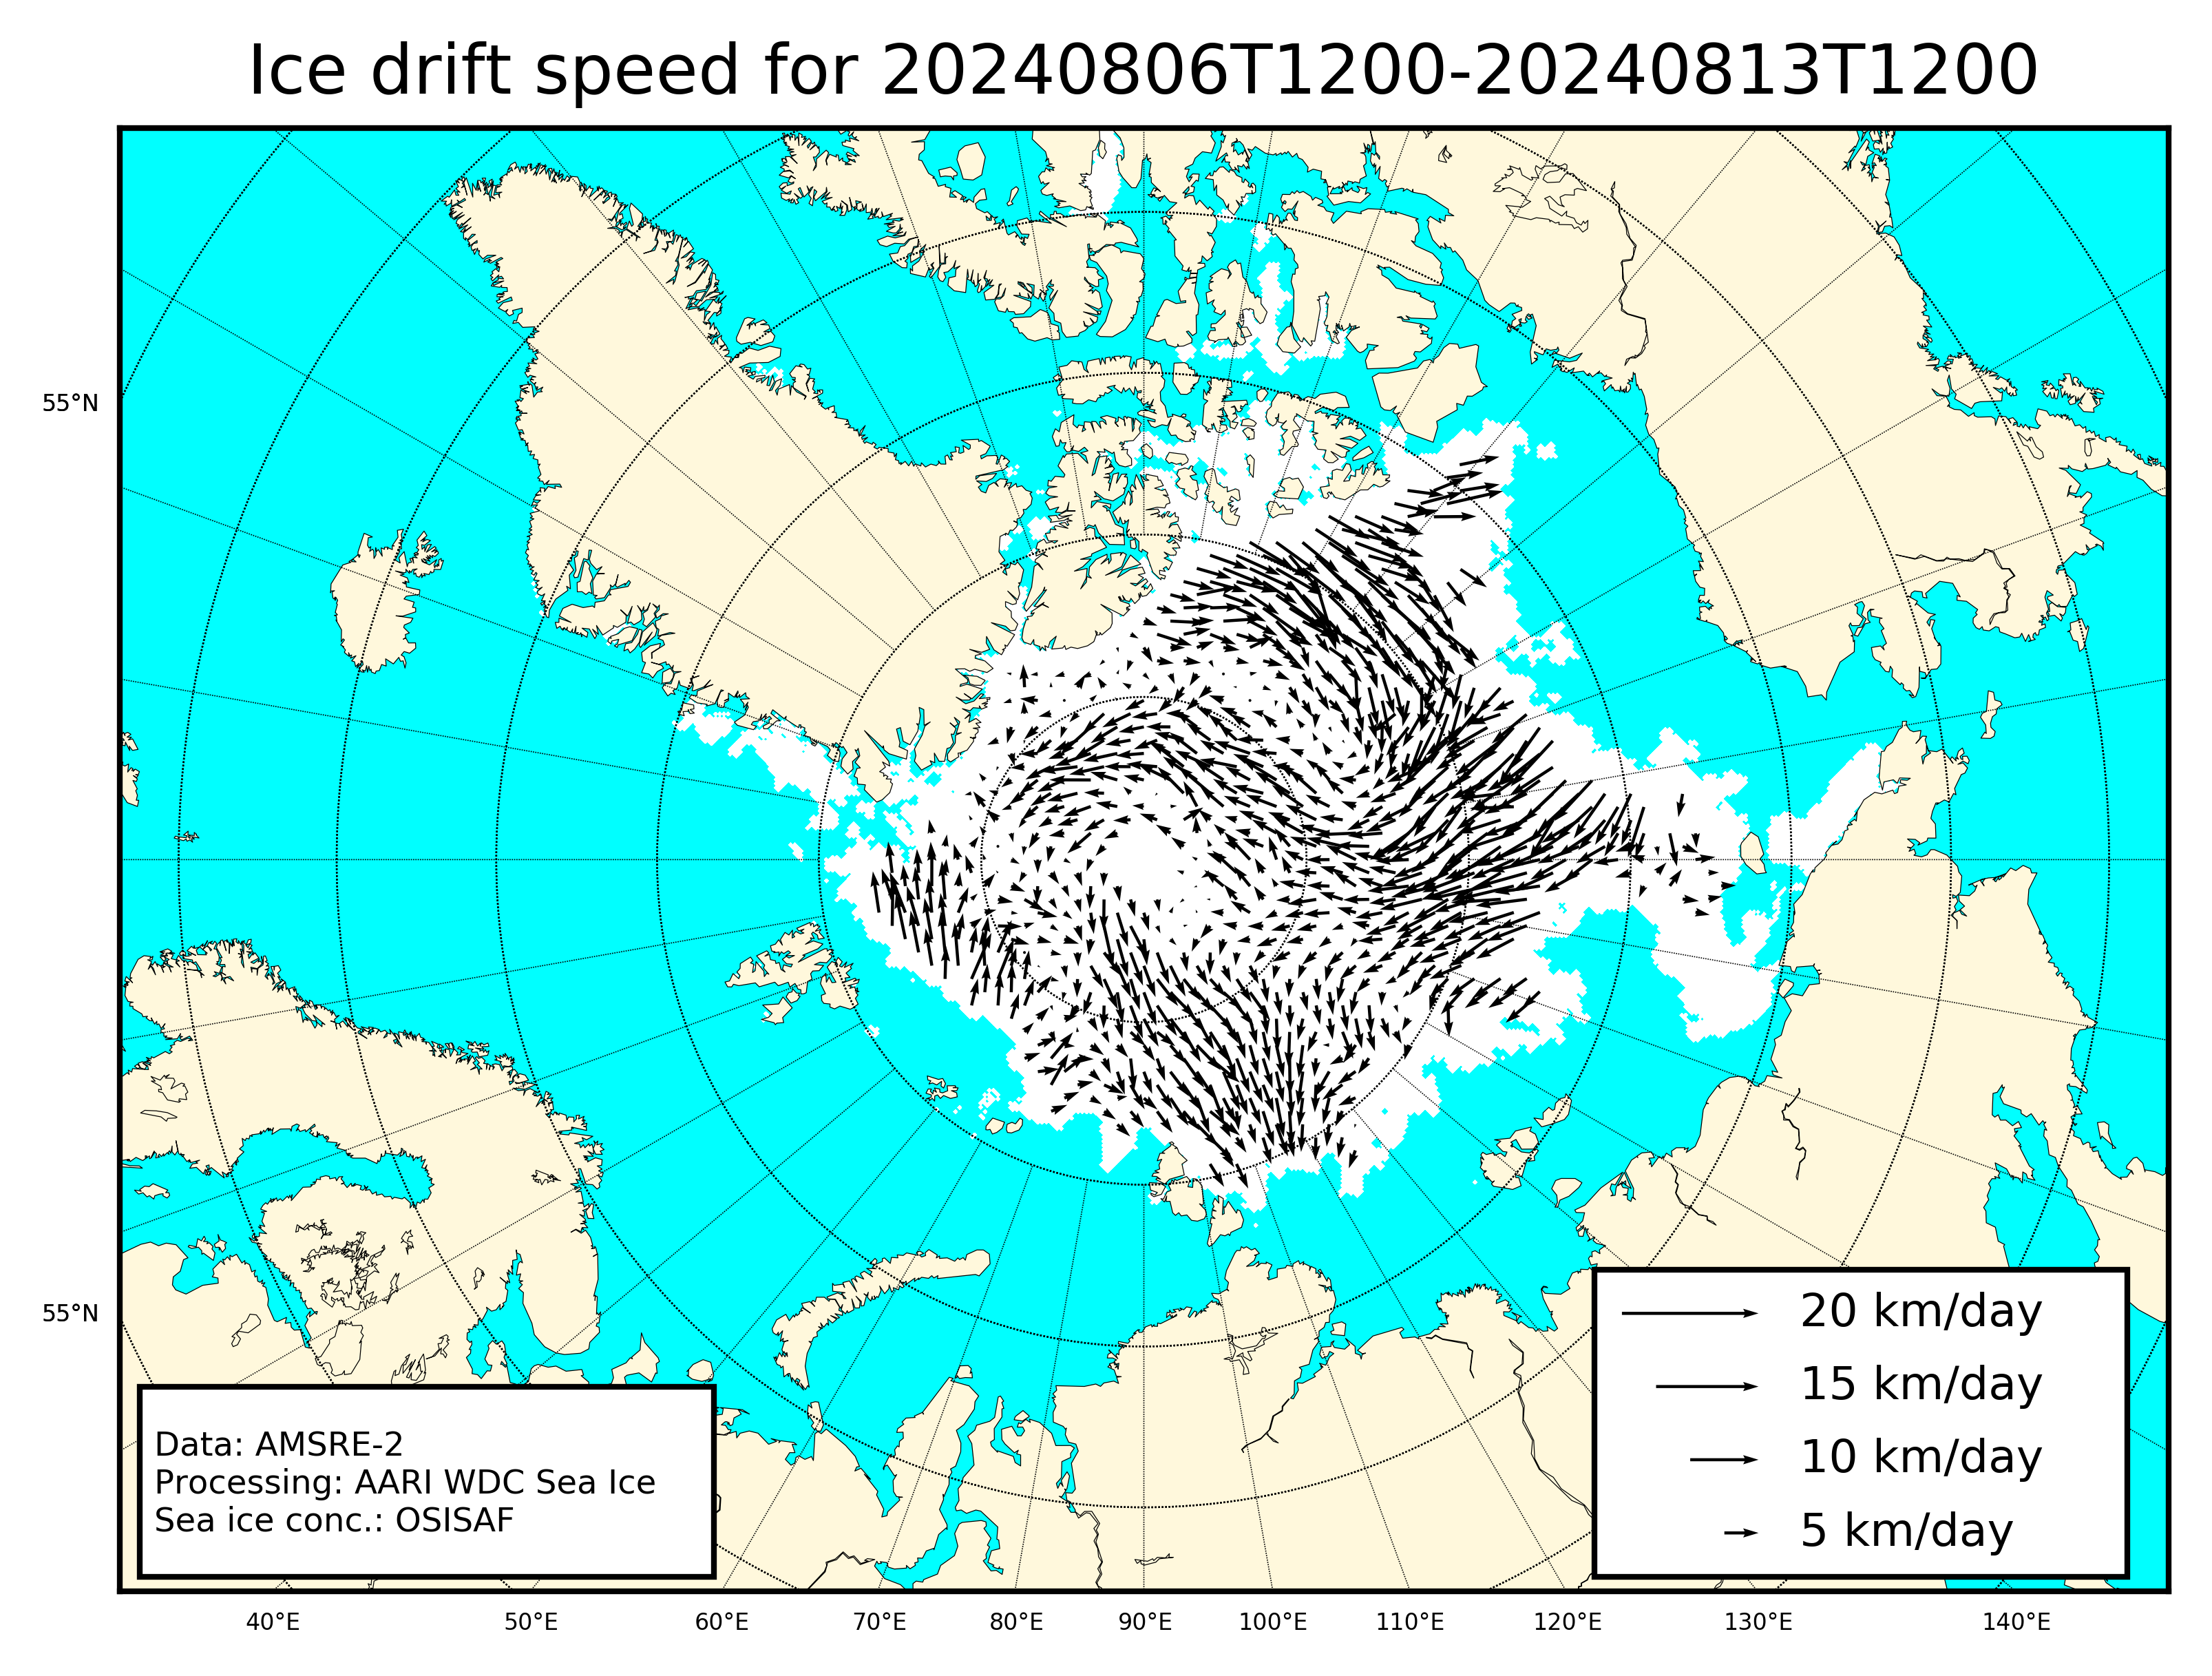 Ice drift speed for 20240806T1200-20240813T1200
55°N
55°N
20 km/day
15 km/day
10 km/day
5 km/day
Data: AMSRE-2
Processing: AARI WDC Sea Ice
Sea ice conc.: OSISAF
40°E 50°E 60°E 70°E 80°E 90°E 100°E 110°E 120°E 130°E 140°E